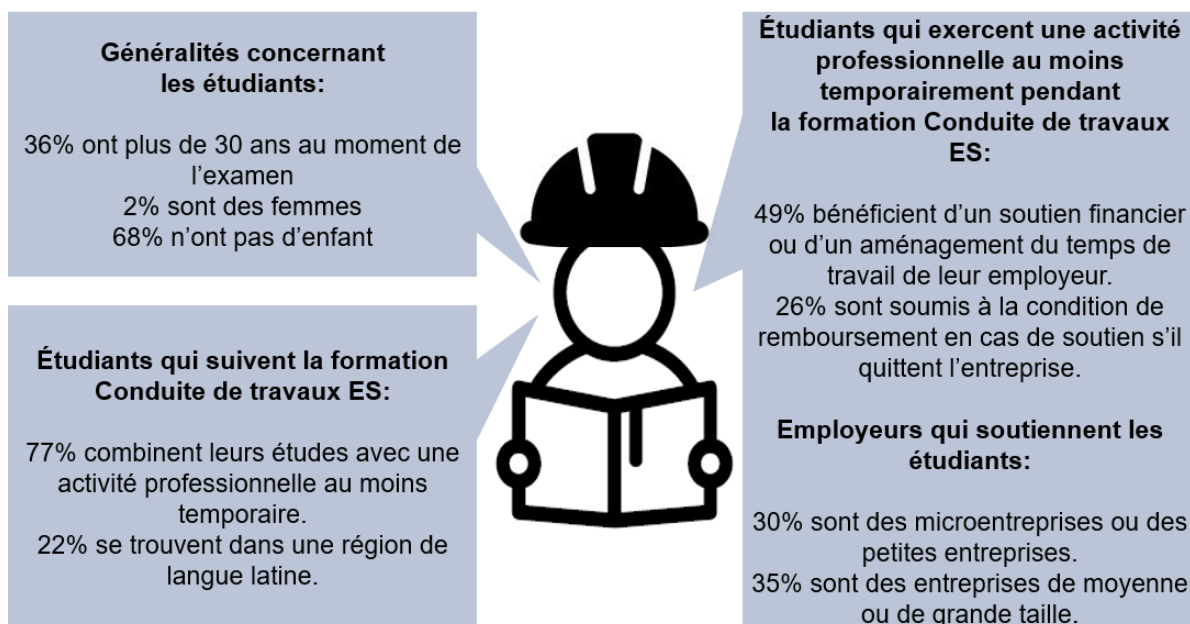 Généralités concernant
les étudiants:
36% ont plus de 30 ans au moment de
l’examen
2% sont des femmes
68% n’ont pas d’enfant
Étudiants qui suivent la formation
Conduite de travaux ES:
77% combinent leurs études avec une
activité professionnelle au moins
temporaire.
22% se trouvent dans une région de
langue latine.
Étudiants qui exercent une activité
professionnelle au moins
temporairement pendant
la formation Conduite de travaux
ES:
49% bénéficient d’un soutien financier
ou d’un aménagement du temps de
travail de leur employeur.
26% sont soumis à la condition de
remboursement en cas de soutien s’il
quittent l’entreprise.
Employeurs qui soutiennent les
étudiants:
30% sont des microentreprises ou des
petites entreprises.
35% sont des entreprises de moyenne
ou de grande taille.